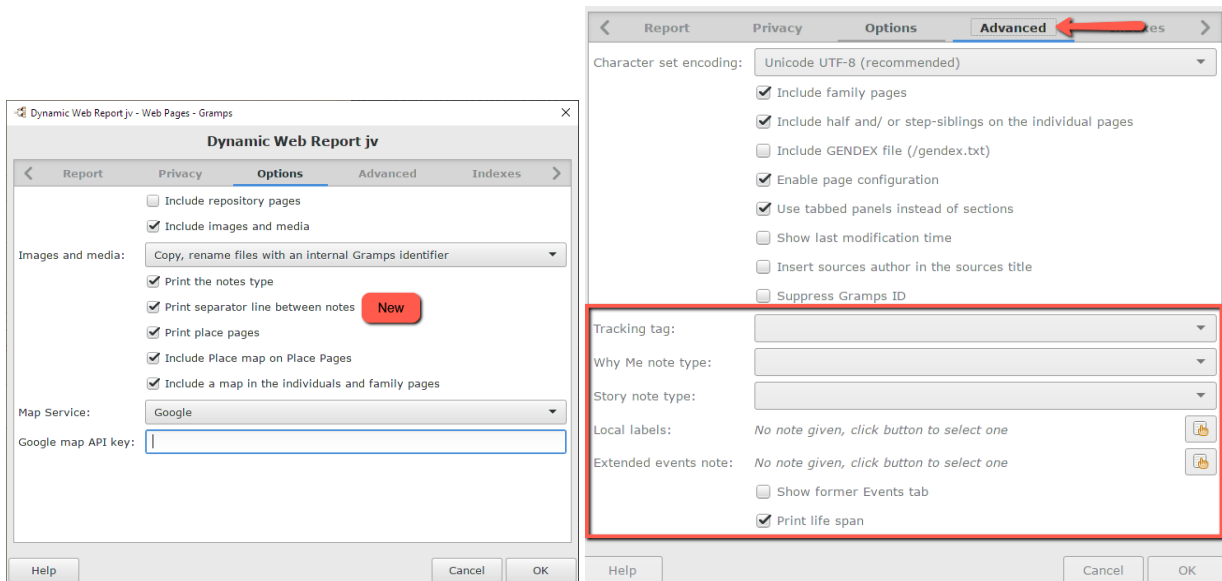 Dynamic Web Report jv - Web Pages - Gramps
Dynamic Web Report jv
Report Privacy Options Advanced Indexes
Include repository pages
Include images and media
Images and media: Copy, rename files with an internal Gramps identifier
Print the notes type
Print separator line between notes New
Print place pages
Include Place map on Place Pages
Include a map in the individuals and family pages
Map Service: Google
Google map API key:
Help Cancel OK
Report Privacy Options Advanced
Character set encoding: Unicode UTF-8 (recommended)
Include family pages
Include half and/ or step-siblings on the individual pages
Include GENDEX file (/gendex.txt)
Enable page configuration
Use tabbed panels instead of sections
Show last modification time
Insert sources author in the sources title
Suppress Gramps ID
Tracking tag:
Why Me note type:
Story note type:
Local labels: No note given, click button to select one
Extended events note: No note given, click button to select one
Show former Events tab
Print life span
Help Cancel OK